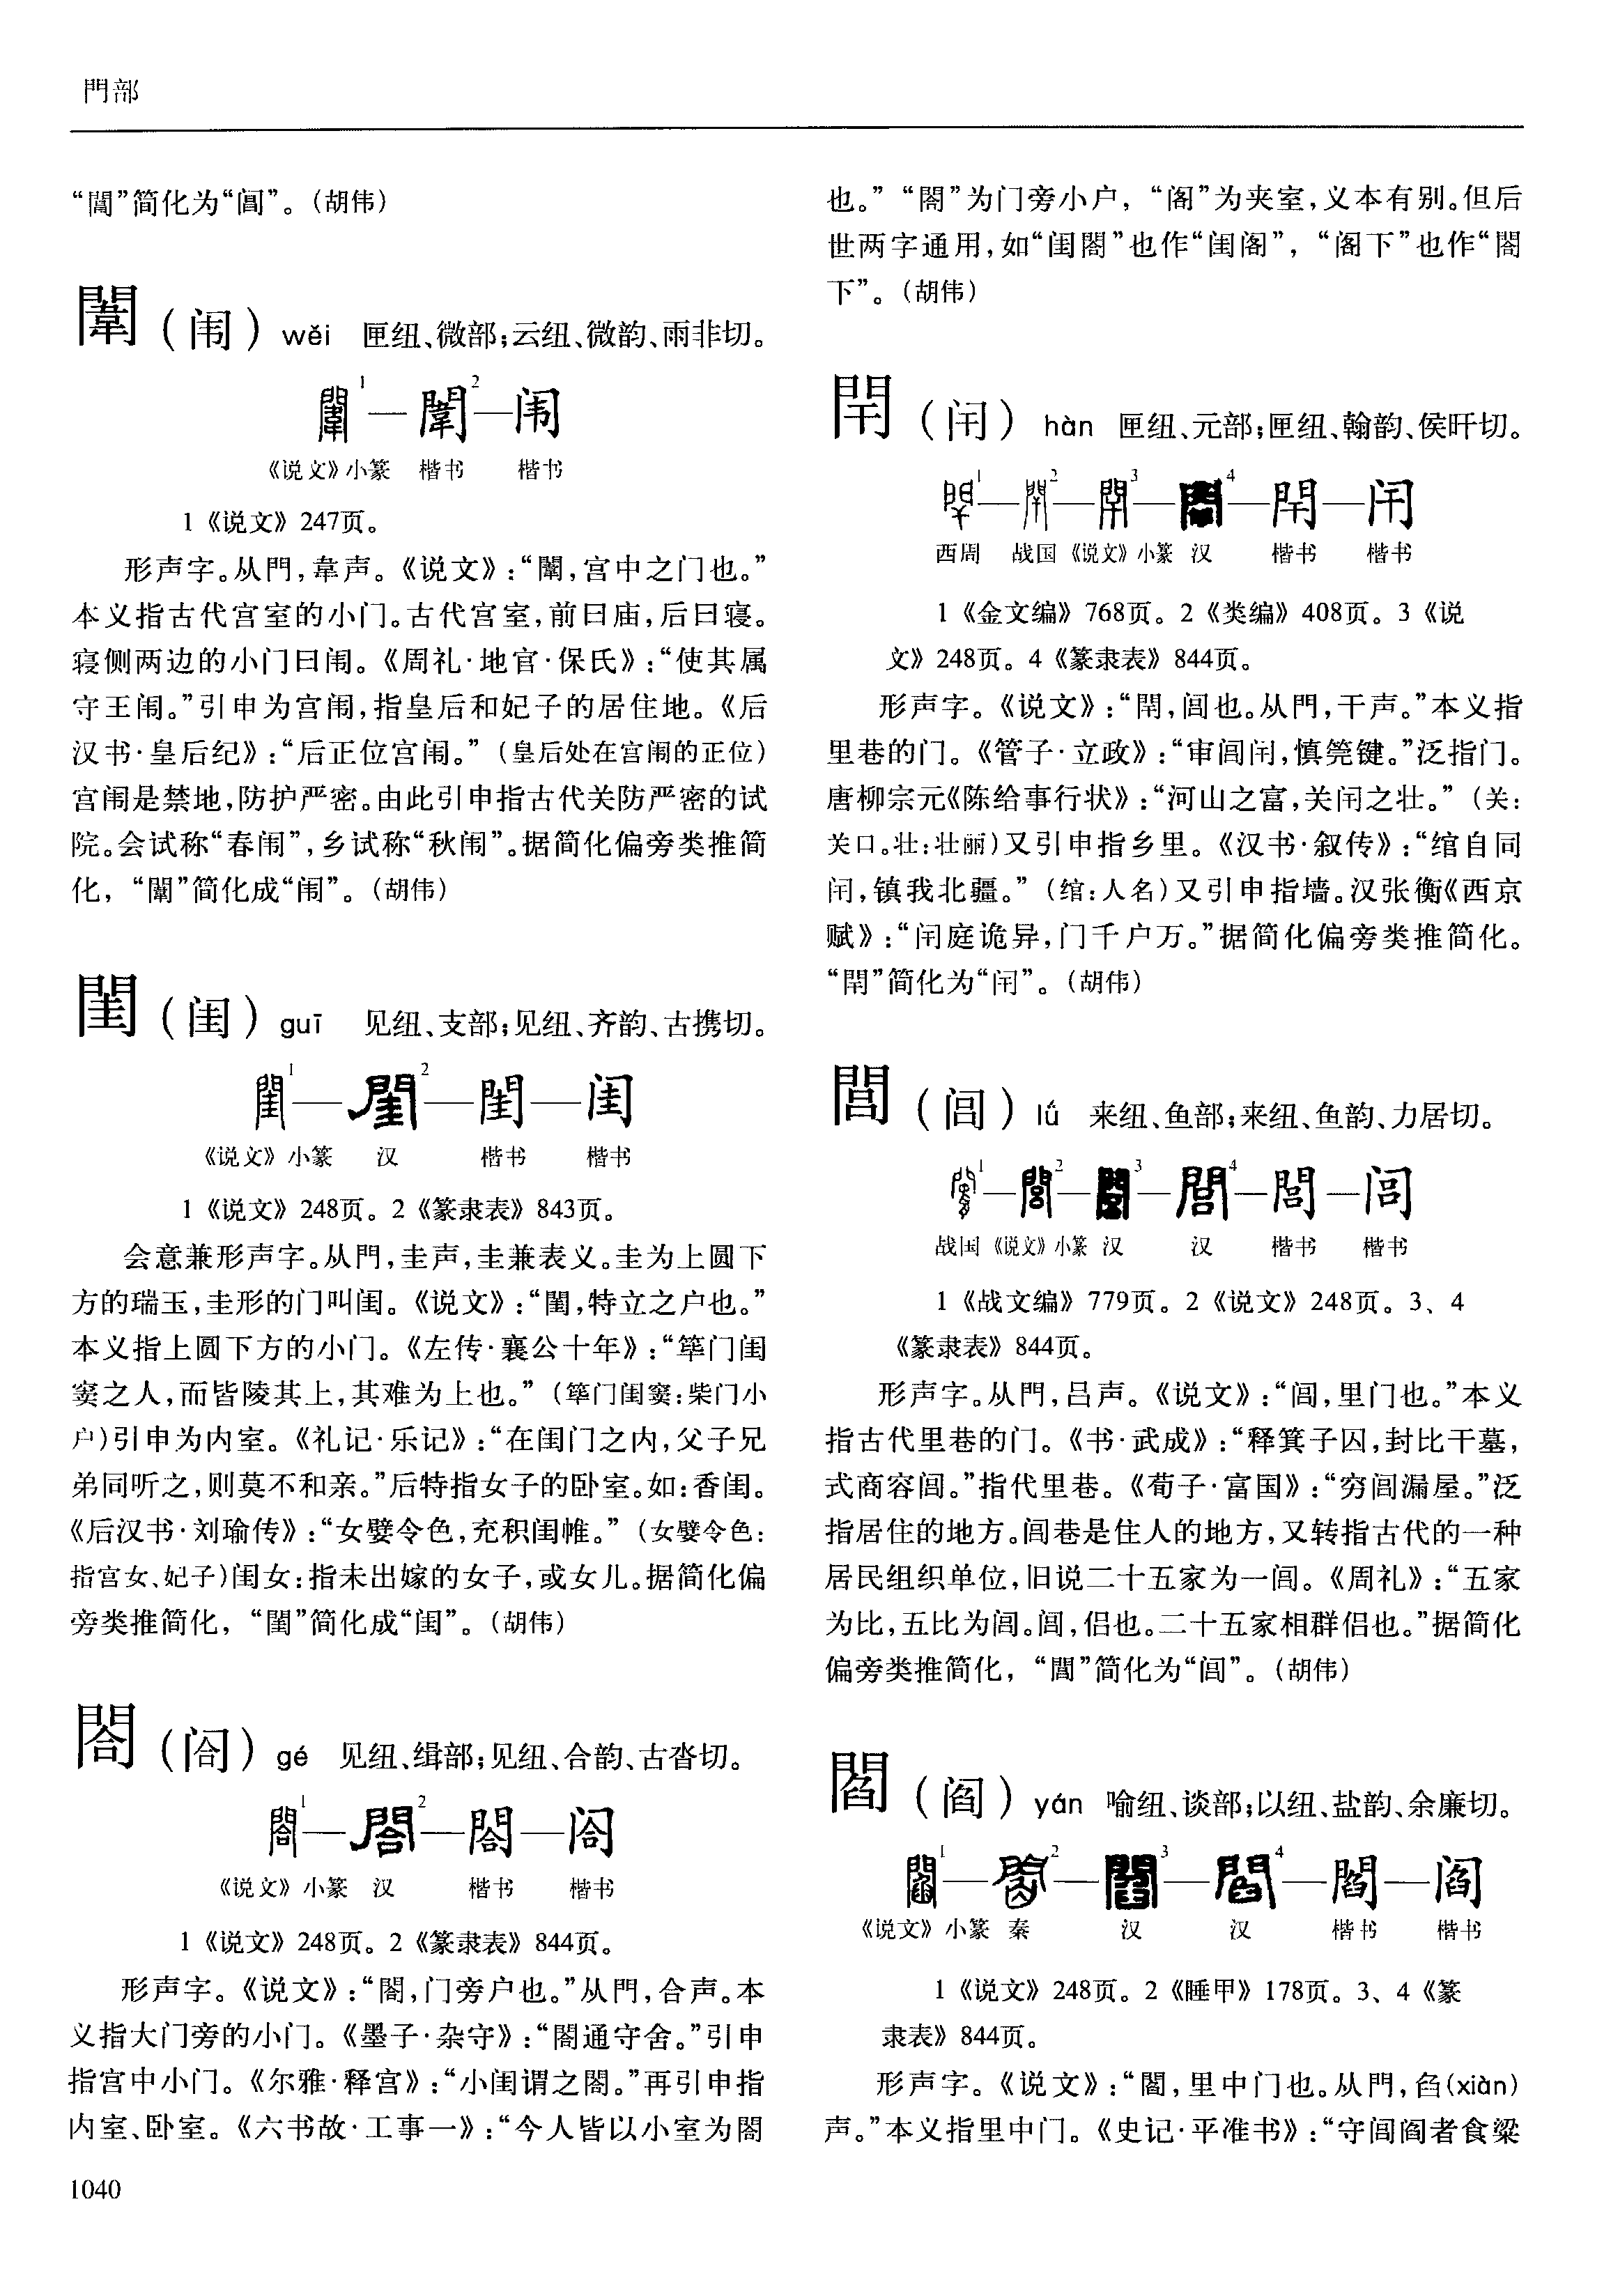 門部
“闔”简化为“阖”。(胡伟)
闈(闱) wěi 匣纽、微部;云纽、微韵、雨非切。
1 2
闈—闱
《说文》小篆 楷书 楷书
1《说文》247页。
形声字。从門,韋声。《说文》:“闈,宫中之门也。”
本义指古代宫室的小门。古代宫室,前曰庙,后曰寝。
寝侧两边的小门曰闱。《周礼·地官·保氏》:“使其属
守王闱。”引申为宫闱,指皇后和妃子的居住地。《后
汉书·皇后纪》:“后正位宫闱。”(皇后处在宫闱的正位)
宫闱是禁地,防护严密。由此引申指古代关防严密的试
院。会试称“春闱”,乡试称“秋闱”。据简化偏旁类推简
化,“闈”简化成“闱”。(胡伟)
閨(闺) guī 见纽、支部;见纽、齐韵、古携切。
1 2
閨—闺
《说文》小篆 汉 楷书 楷书
1《说文》248页。2《篆隶表》843页。
会意兼形声字。从門,圭声,圭兼表义。圭为上圆下
方的瑞玉,圭形的门叫闺。《说文》:“閨,特立之户也。”
本义指上圆下方的小门。《左传·襄公十年》:“筚门闺
窦之人,而皆陵其上,其难为上也。”(筚门闺窦:柴门小
户)引申为内室。《礼记·乐记》:“在闺门之内,父子兄
弟同听之,则莫不和亲。”后特指女子的卧室。如:香闺。
《后汉书·刘瑜传》:“女嬖令色,充积闺帷。”(女嬖令色:
指宫女、妃子)闺女:指未出嫁的女子,或女儿。据简化偏
旁类推简化,“閨”简化成“闺”。(胡伟)
閤(阁) gé 见纽、缉部;见纽、合韵、古沓切。
1 2
閤—
《说文》小篆 汉 楷书 楷书
1《说文》248页。2《篆隶表》844页。
形声字。《说文》:“閤,门旁户也。”从門,合声。本
义指大门旁的小门。《墨子·杂守》:“閤通守舍。”引申
指宫中小门。《尔雅·释宫》:“小闺谓之閤。”再引申指
内室、卧室。《六书故·工事一》:“今人皆以小室为閤
1040
也。”“閤”为门旁小户,“阁”为夹室,义本有别。但后
世两字通用,如“闺閤”也作“闺阁”,“阁下”也作“閤
下”。(胡伟)
閈(闬) hàn 匣纽、元部;匣纽、翰韵、侯旰切。
1 2 3 4
閈—闬
西周 战国 《说文》小篆 汉 楷书 楷书
1《金文编》768页。2《类编》408页。3《说
文》248页。4《篆隶表》844页。
形声字。《说文》:“閈,闾也。从門,干声。”本义指
里巷的门。《管子·立政》:“审闾闬,慎筦键。”泛指门。
唐柳宗元《陈给事行状》:“河山之富,关闬之壮。”(关:
关口。壮:壮丽)又引申指乡里。《汉书·叙传》:“绾自同
闬,镇我北疆。”(绾:人名)又引申指墙。汉张衡《西京
赋》:“闬庭诡异,门千户万。”据简化偏旁类推简化。
“閈”简化为“闬”。(胡伟)
閭(闾) lǘ 来纽、鱼部;来纽、鱼韵、力居切。
1 2 3 4
閭—闾
战国 《说文》小篆 汉 汉 楷书 楷书
1《战文编》779页。2《说文》248页。3、4
《篆隶表》844页。
形声字。从門,吕声。《说文》:“闾,里门也。”本义
指古代里巷的门。《书·武成》:“释箕子囚,封比干墓,
式商容闾。”指代里巷。《荀子·富国》:“穷闾漏屋。”泛
指居住的地方。闾巷是住人的地方,又转指古代的一种
居民组织单位,旧说二十五家为一闾。《周礼》:“五家
为比,五比为闾。闾,侣也。二十五家相群侣也。”据简化
偏旁类推简化,“閭”简化为“闾”。(胡伟)
閻(阎) yán 喻纽、谈部;以纽、盐韵、余廉切。
1 2 3 4
閻—阎
《说文》小篆 秦 汉 汉 楷书 楷书
1《说文》248页。2《睡甲》178页。3、4《篆
隶表》844页。
形声字。《说文》:“閻,里中门也。从門,臽(xiàn)
声。”本义指里中门。《史记·平准书》:“守闾阎者食粱